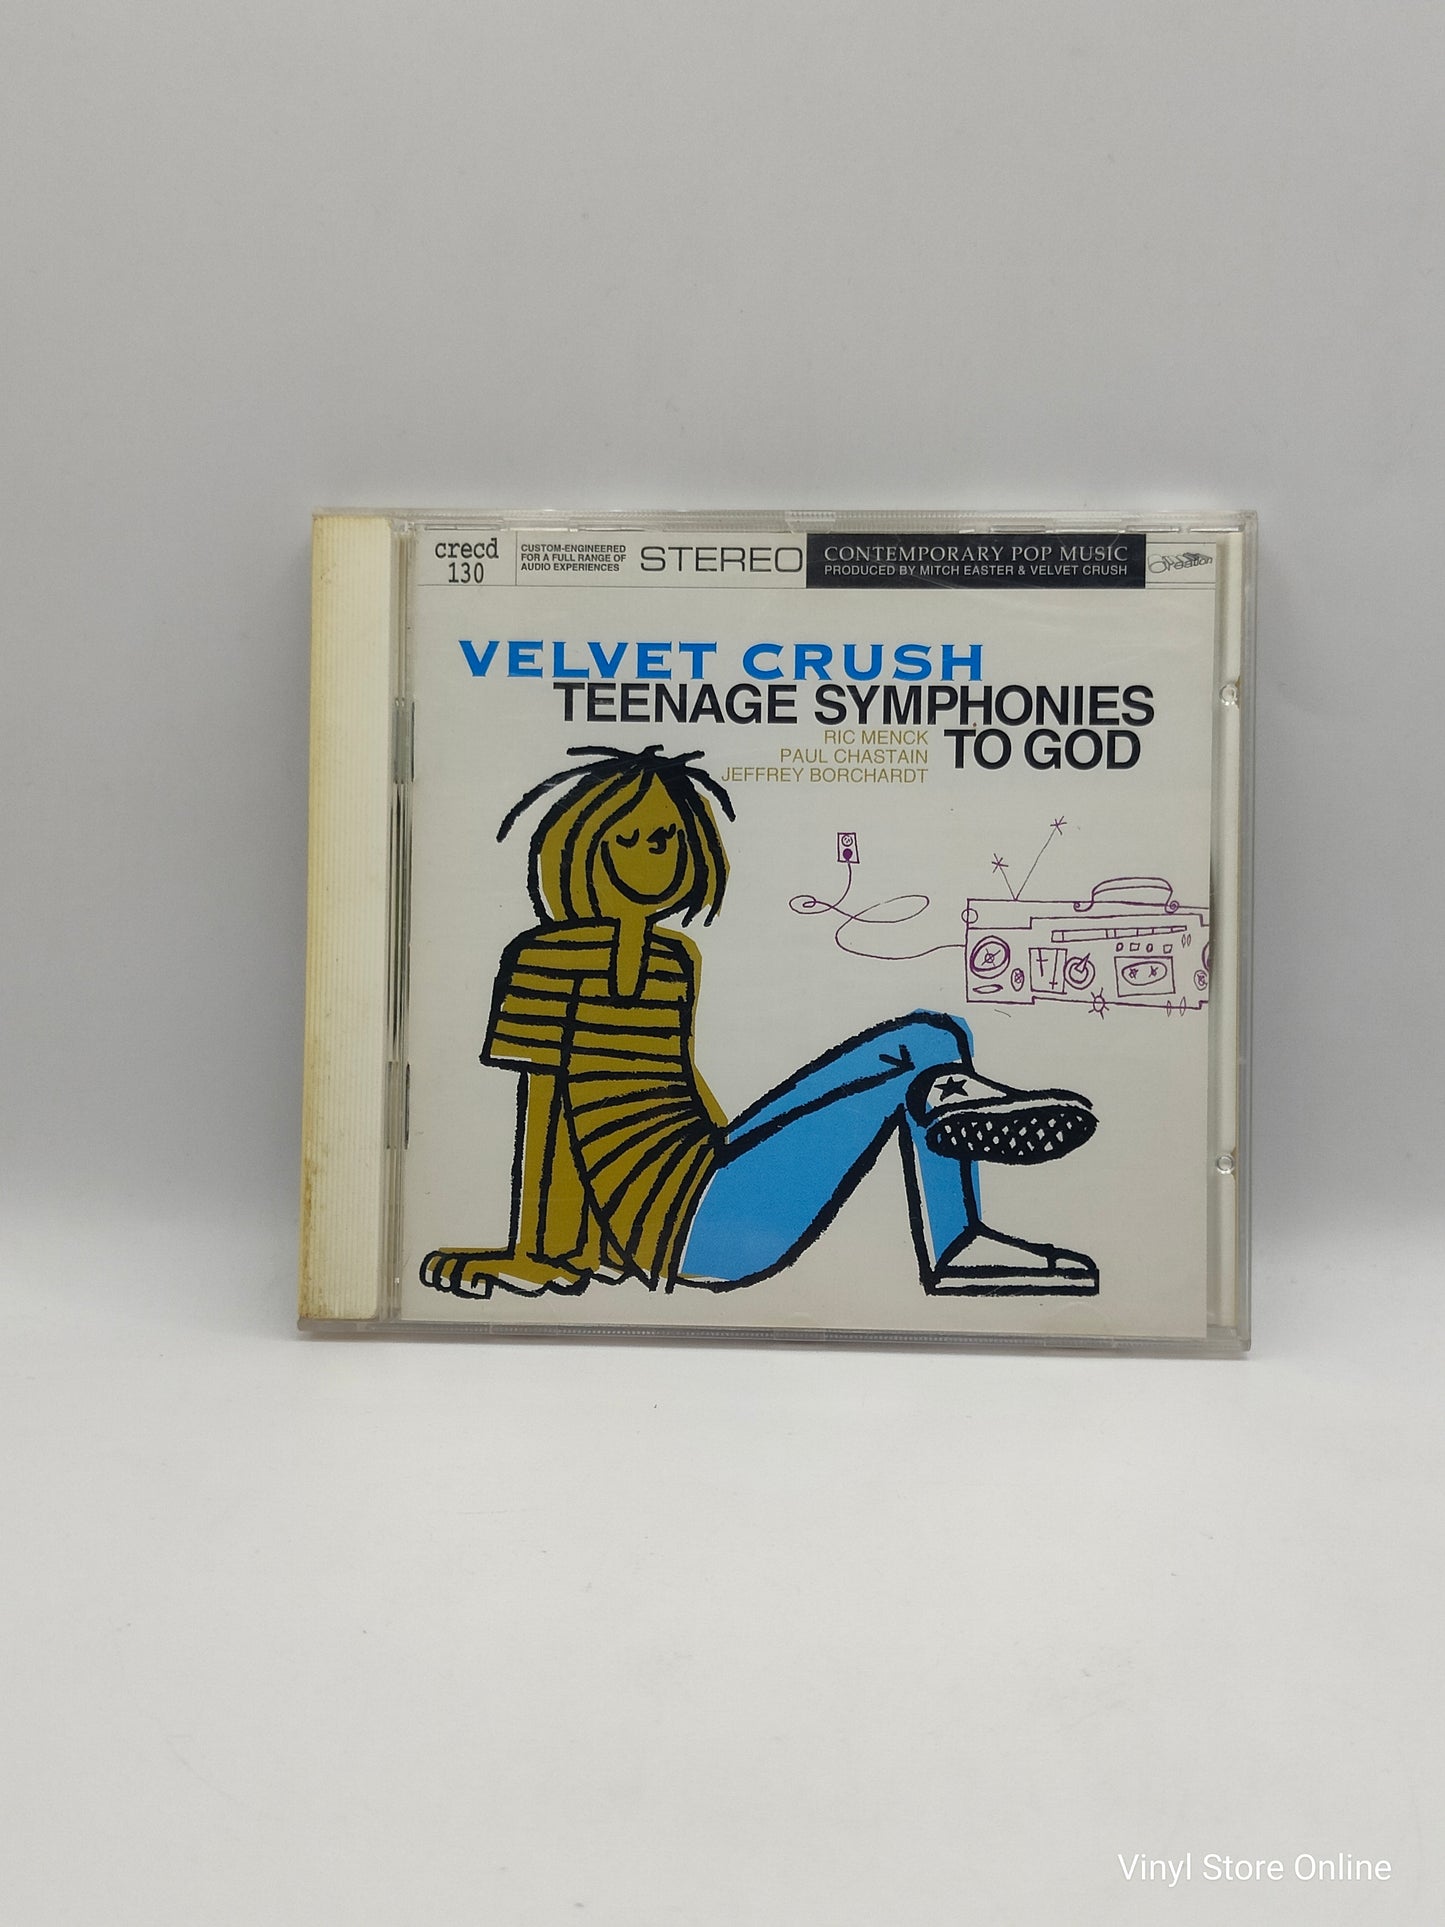 crecd
130
CUSTOM-ENGINEERED
FOR A FULL RANGE OF
AUDIO EXPERIENCES
STEREO
CONTEMPORARY POP MUSIC
PRODUCED BY MITCH EASTER & VELVET CRUSH
Creation
VELVET CRUSH
TEENAGE SYMPHONIES
TO GOD
RIC MENCK
PAUL CHASTAIN
JEFFREY BORCHARDT
Vinyl Store Online